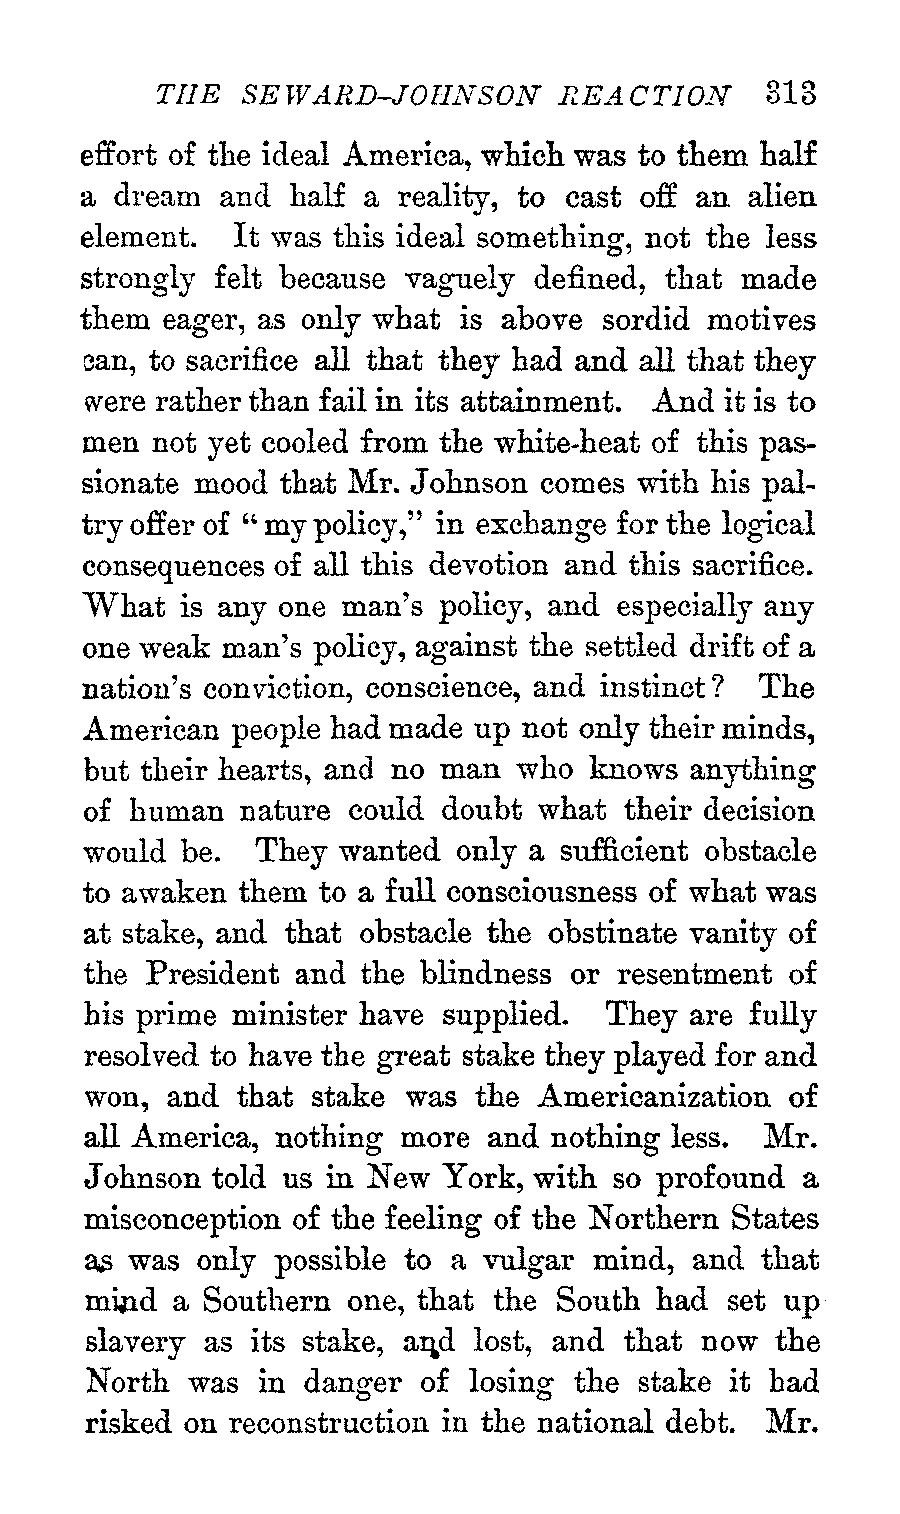 THE SEWARD-JOHNSON REACTION 313
effort of the ideal America, which was to them half
a dream and half a reality, to cast off an alien
element. It was this ideal something, not the less
strongly felt because vaguely defined, that made
them eager, as only what is above sordid motives
can, to sacrifice all that they had and all that they
were rather than fail in its attainment. And it is to
men not yet cooled from the white-heat of this pas-
sionate mood that Mr. Johnson comes with his pal-
try offer of “my policy,” in exchange for the logical
consequences of all this devotion and this sacrifice.
What is any one man’s policy, and especially any
one weak man’s policy, against the settled drift of a
nation’s conviction, conscience, and instinct? The
American people had made up not only their minds,
but their hearts, and no man who knows anything
of human nature could doubt what their decision
would be. They wanted only a sufficient obstacle
to awaken them to a full consciousness of what was
at stake, and that obstacle the obstinate vanity of
the President and the blindness or resentment of
his prime minister have supplied. They are fully
resolved to have the great stake they played for and
won, and that stake was the Americanization of
all America, nothing more and nothing less. Mr.
Johnson told us in New York, with so profound a
misconception of the feeling of the Northern States
as was only possible to a vulgar mind, and that
mind a Southern one, that the South had set up
slavery as its stake, and lost, and that now the
North was in danger of losing the stake it had
risked on reconstruction in the national debt. Mr.